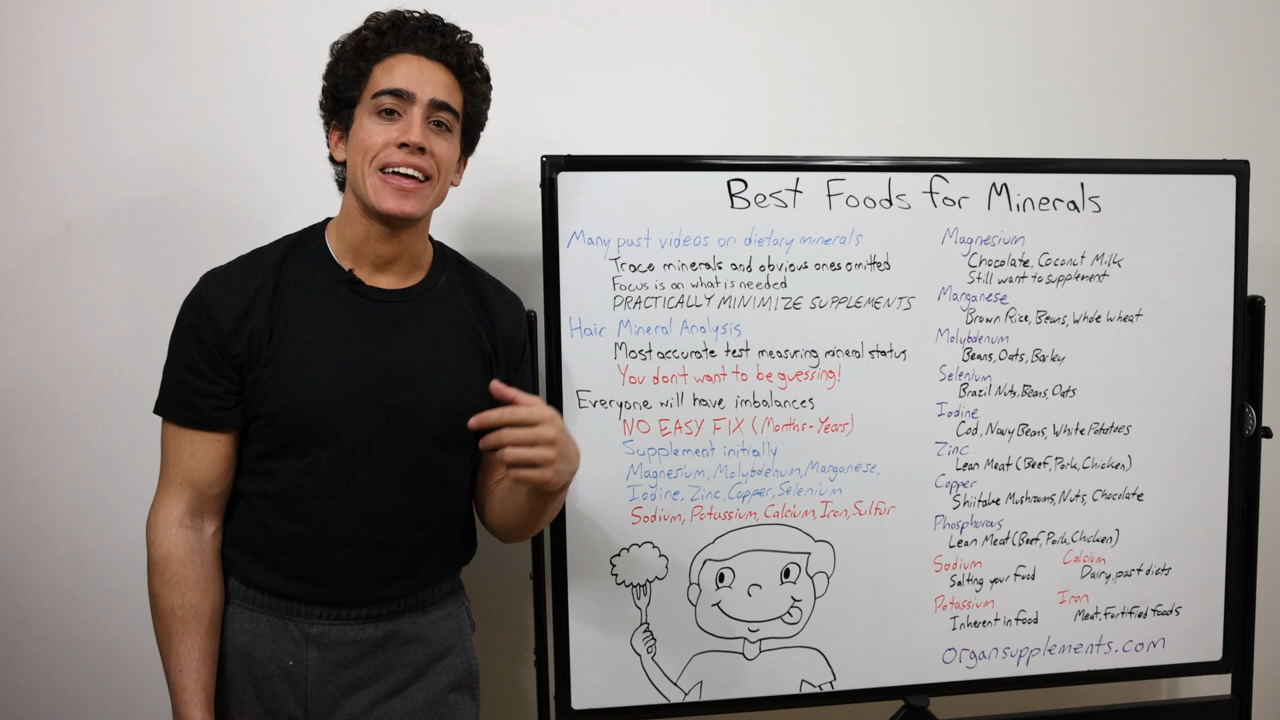 Best Foods for Minerals
Many past videos on dietary minerals
Trace minerals and obvious ones omitted
Focus is on what is needed
PRACTICALLY MINIMIZE SUPPLEMENTS
Hair Mineral Analysis
Most accurate test measuring mineral status
You don't want to be guessing!
Everyone will have imbalances
NO EASY FIX (Months-Years)
Supplement initially
Magnesium, Molybdenum, Manganese,
Iodine, Zinc, Copper, Selenium
Sodium, Potassium, Calcium, Iron, Sulfur
Magnesium
Chocolate, Coconut Milk
Still want to supplement
Manganese
Brown Rice, Beans, Whole Wheat
Molybdenum
Beans, Oats, Barley
Selenium
Brazil Nuts, Beans, Oats
Iodine
Cod, Navy Beans, White Potatoes
Zinc
Lean Meat (Beef, Pork, Chicken)
Copper
Shiitake Mushrooms, Nuts, Chocolate
Phosphorous
Lean Meat (Beef, Pork, Chicken)
Sodium
Salting your food
Calcium
Dairy, past diets
Potassium
Inherent in food
Iron
Meat, Fortified foods
organsupplements.com